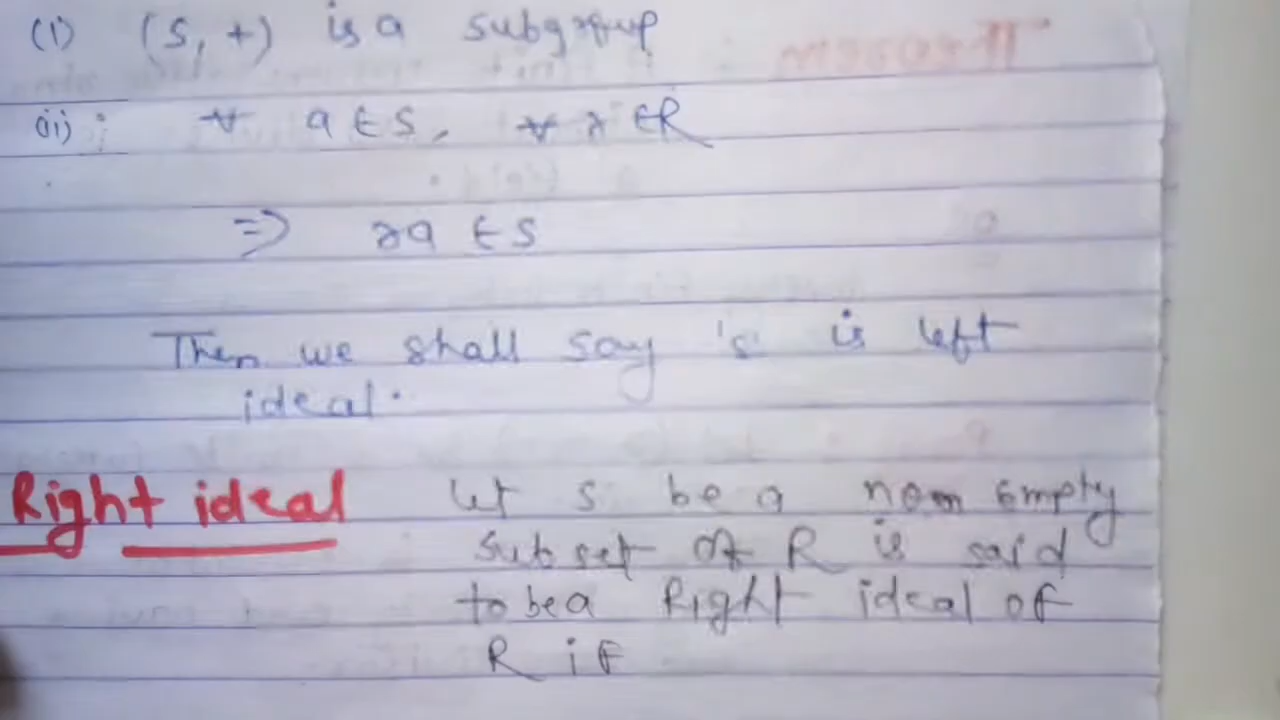 (i) (S, +) is a subgroup
(ii) : ∀ a ∈ S, ∀ r ∈ R
⇒ ra ∈ S
Then we shall say 's' is left
ideal.
Right ideal let S be a non empty
subset of R is said
to be a Right ideal of
R if